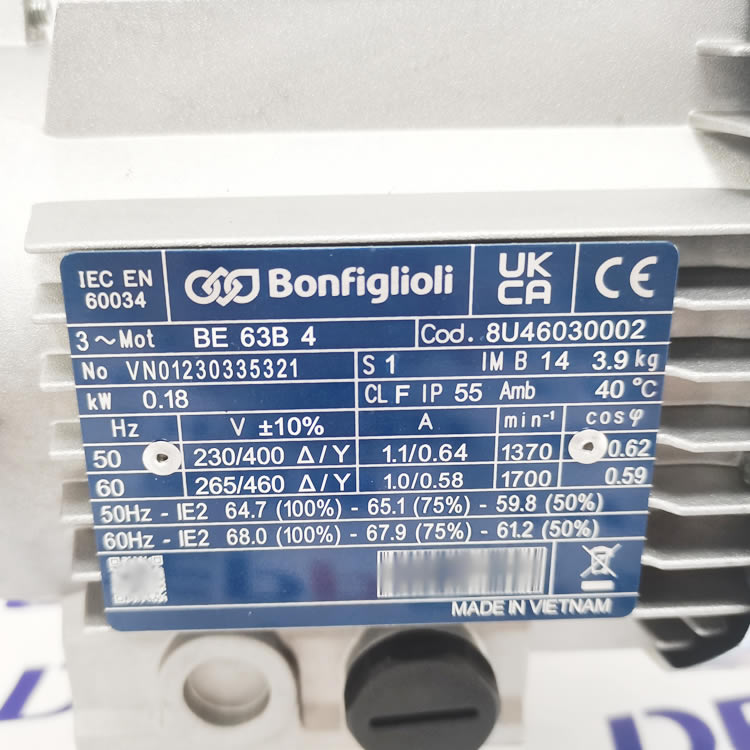 IEC EN 60034
Bonfiglioli
UK CA
CE
3~Mot BE 63B 4 Cod. 8U46030002
No VN01230335321 S 1 IM B 14 3.9 kg
kW 0.18 CL F IP 55 Amb 40 °C
Hz V ±10% A min⁻¹ cosφ
50 230/400 Δ/Y 1.1/0.64 1370 0.62
60 265/460 Δ/Y 1.0/0.58 1700 0.59
50Hz - IE2 64.7 (100%) - 65.1 (75%) - 59.8 (50%)
60Hz - IE2 68.0 (100%) - 67.9 (75%) - 61.2 (50%)
MADE IN VIETNAM